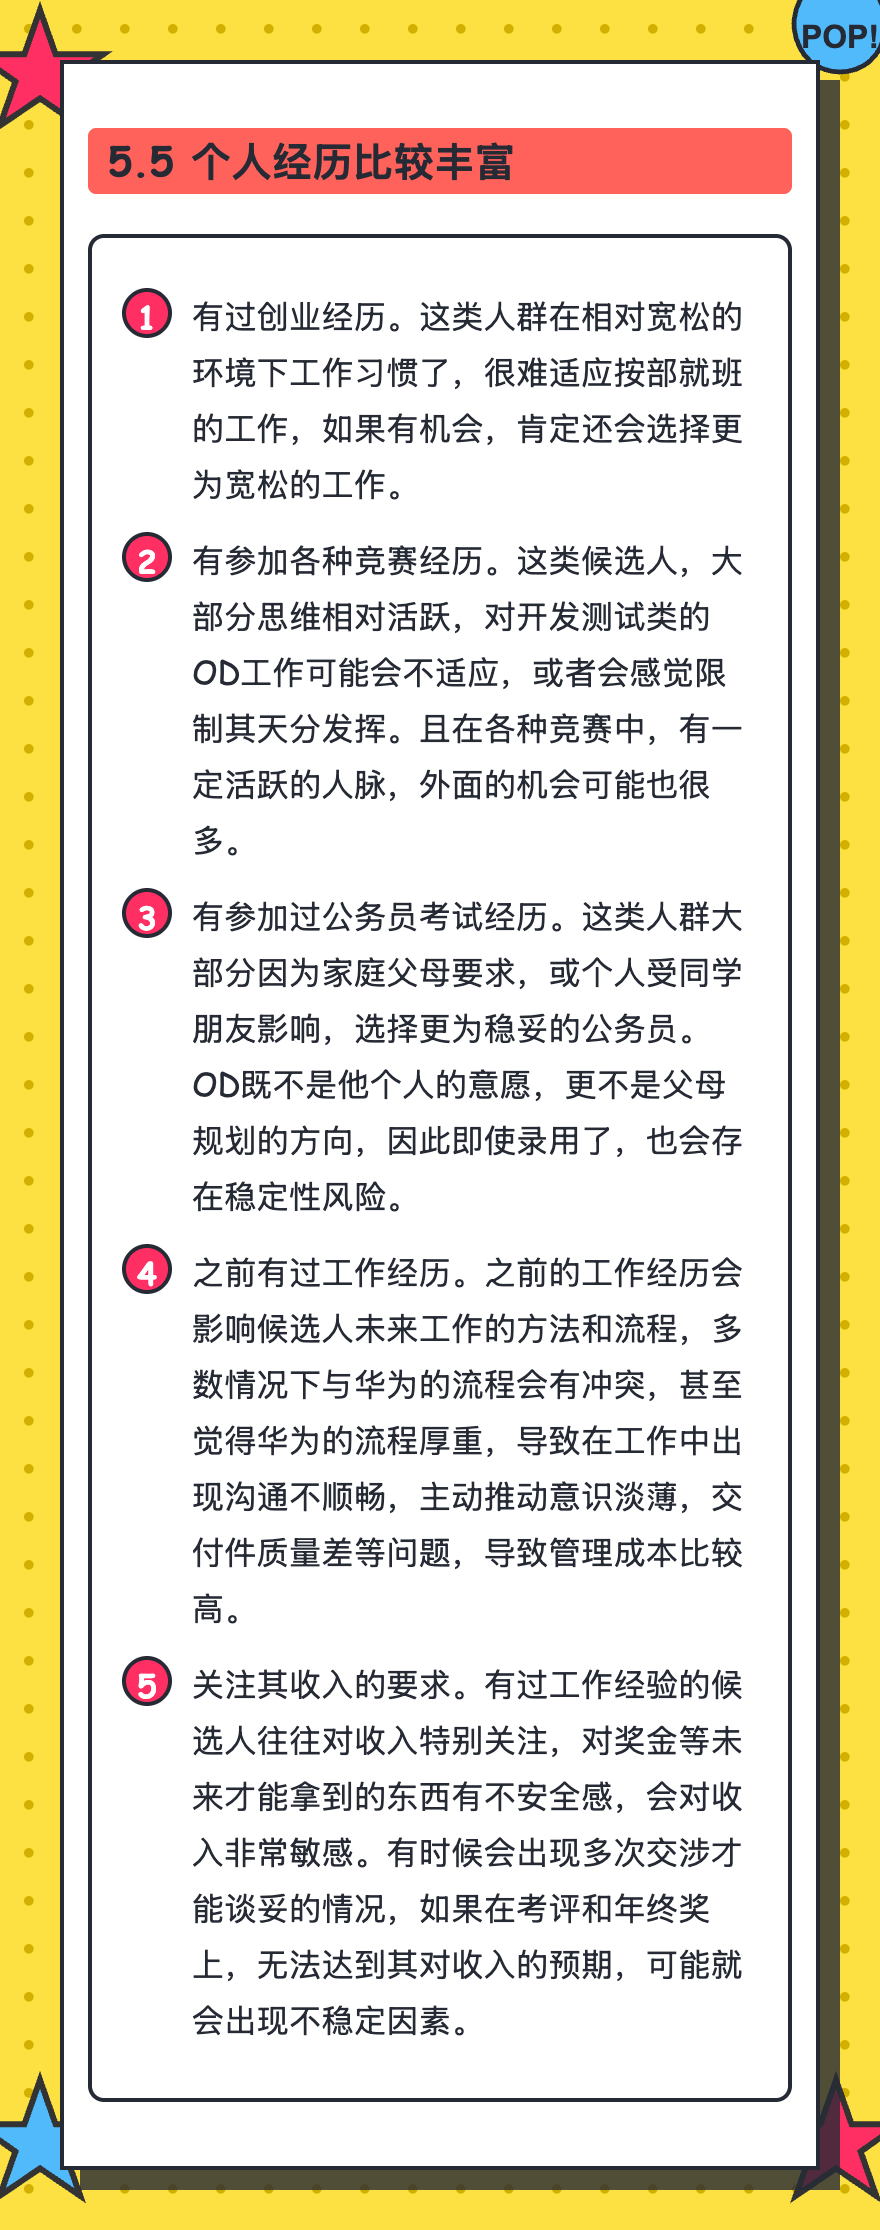 POP!
5.5 个人经历比较丰富
1 有过创业经历。这类人群在相对宽松的
环境下工作习惯了，很难适应按部就班
的工作，如果有机会，肯定还会选择更
为宽松的工作。
2 有参加各种竞赛经历。这类候选人，大
部分思维相对活跃，对开发测试类的
OD工作可能会不适应，或者会感觉限
制其天分发挥。且在各种竞赛中，有一
定活跃的人脉，外面的机会可能也很
多。
3 有参加过公务员考试经历。这类人群大
部分因为家庭父母要求，或个人受同学
朋友影响，选择更为稳妥的公务员。
OD既不是他个人的意愿，更不是父母
规划的方向，因此即使录用了，也会存
在稳定性风险。
4 之前有过工作经历。之前的工作经历会
影响候选人未来工作的方法和流程，多
数情况下与华为的流程会有冲突，甚至
觉得华为的流程厚重，导致在工作中出
现沟通不顺畅，主动推动意识淡薄，交
付件质量差等问题，导致管理成本比较
高。
5 关注其收入的要求。有过工作经验的候
选人往往对收入特别关注，对奖金等未
来才能拿到的东西有不安全感，会对收
入非常敏感。有时候会出现多次交涉才
能谈妥的情况，如果在考评和年终奖
上，无法达到其对收入的预期，可能就
会出现不稳定因素。